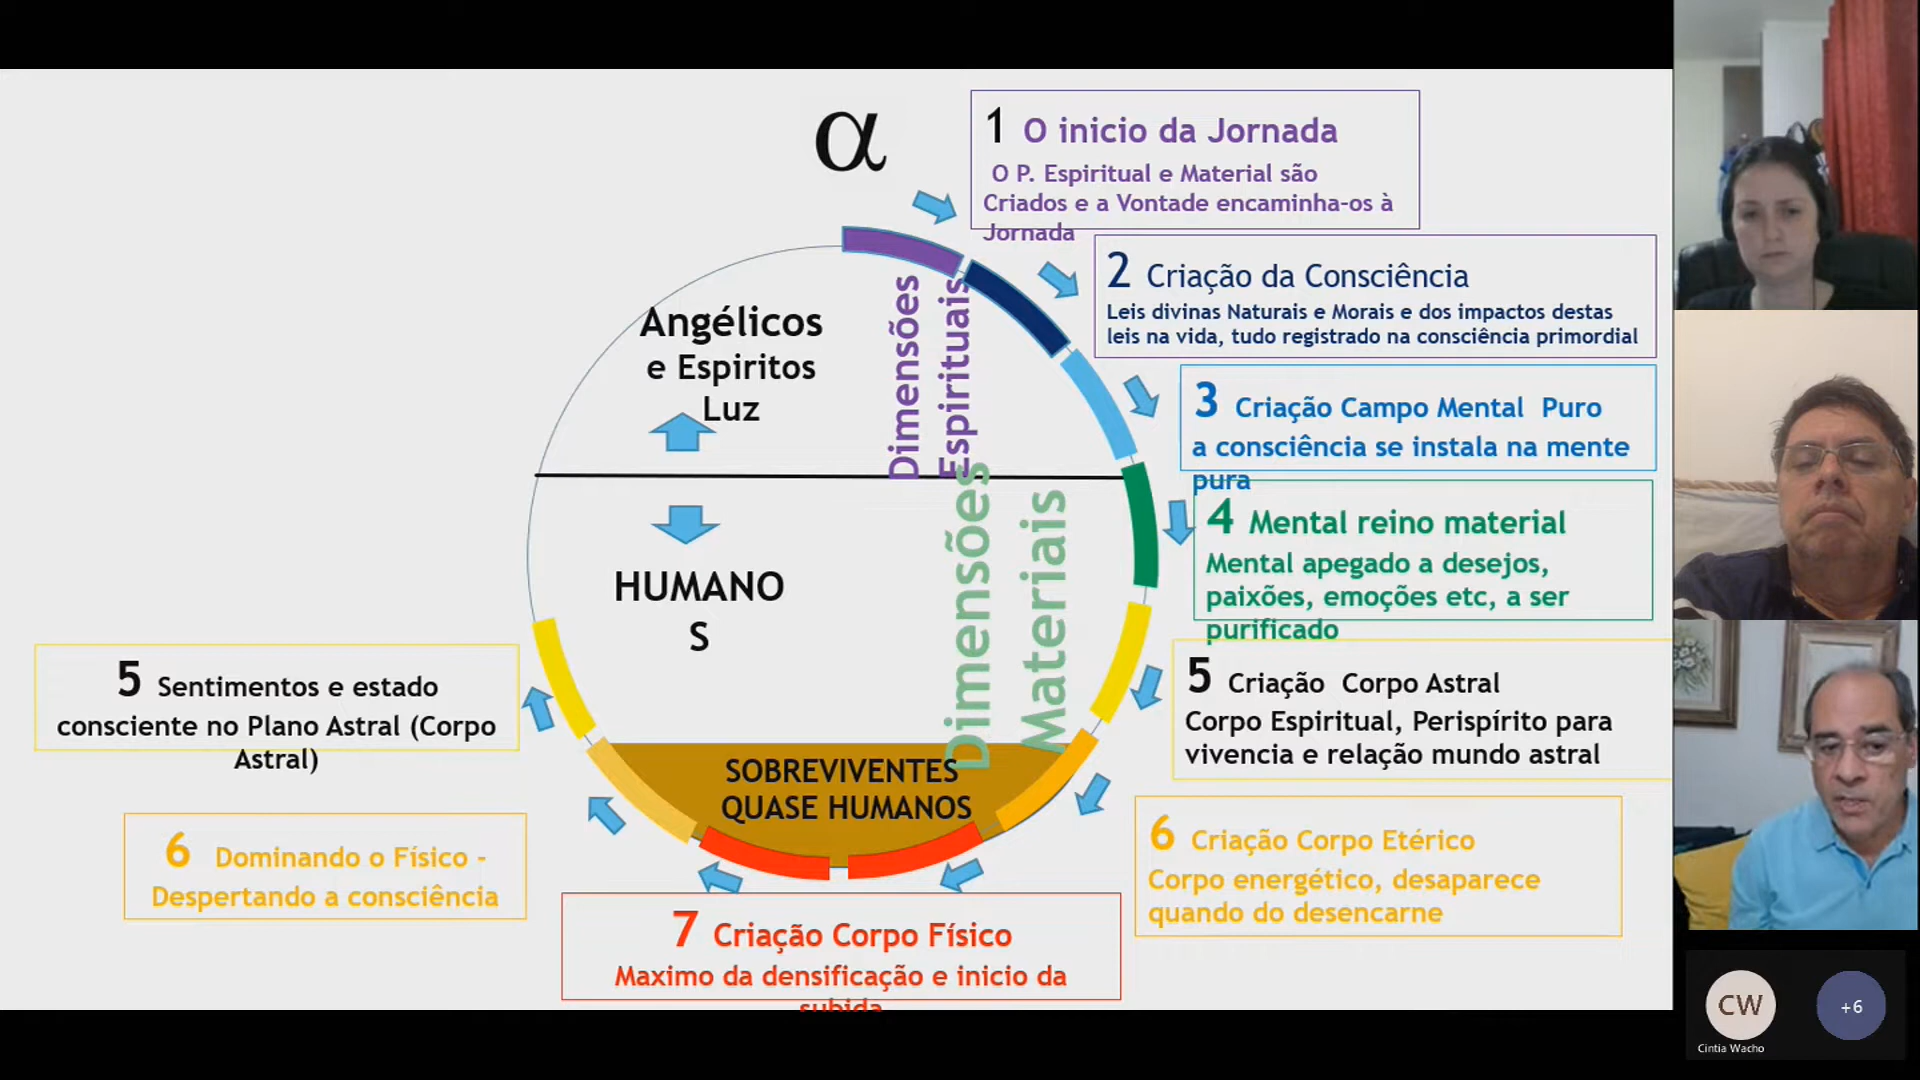 α
1 O inicio da Jornada
O P. Espiritual e Material são
Criados e a Vontade encaminha-os à
Jornada
2 Criação da Consciência
Leis divinas Naturais e Morais e dos impactos destas
leis na vida, tudo registrado na consciência primordial
3 Criação Campo Mental Puro
a consciência se instala na mente
pura
4 Mental reino material
Mental apegado a desejos,
paixões, emoções etc, a ser
purificado
5 Criação Corpo Astral
Corpo Espiritual, Perispírito para
vivencia e relação mundo astral
6 Criação Corpo Etérico
Corpo energético, desaparece
quando do desencarne
7 Criação Corpo Físico
Maximo da densificação e inicio da
subida
6 Dominando o Físico -
Despertando a consciência
5 Sentimentos e estado
consciente no Plano Astral (Corpo
Astral)
Angélicos
e Espiritos
Luz
HUMANO
S
SOBREVIVENTES
QUASE HUMANOS
Dimensões
Espirituais
Dimensões
Materiais
CW
Cintia Wacho
+6